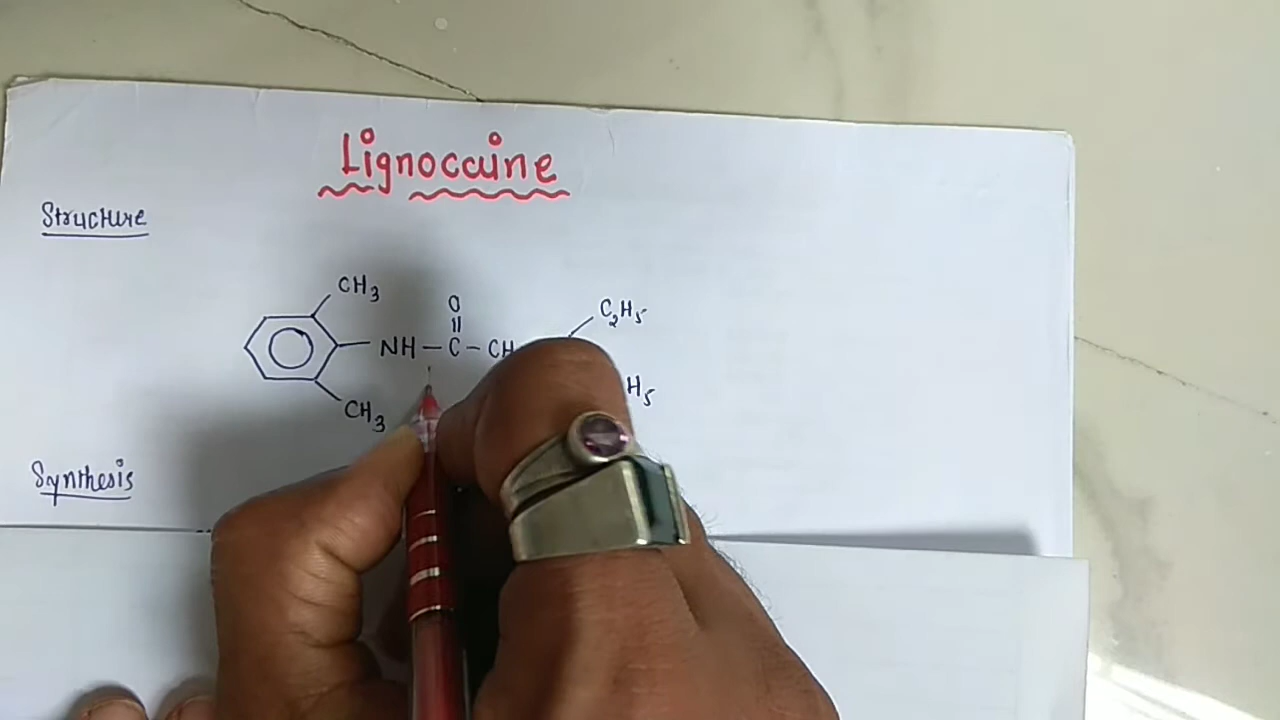 Lignocaine
Structure
CH3
O
C2H5
NH - C - CH
H5
CH3
Synthesis